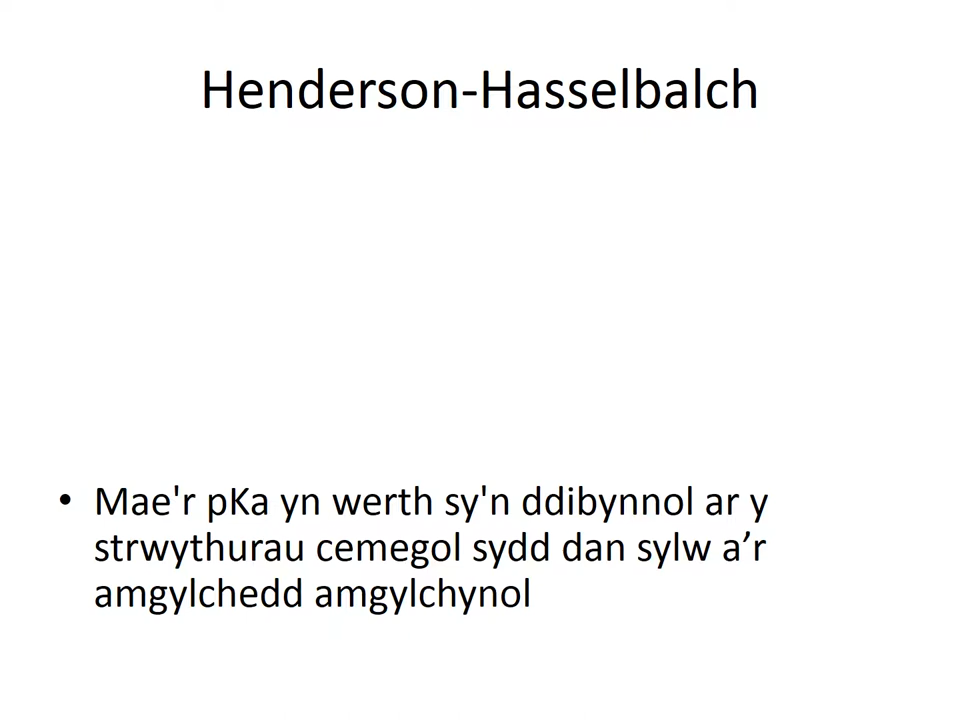 Henderson-Hasselbalch
• Mae'r pKa yn werth sy'n ddibynnol ar y
strwythurau cemegol sydd dan sylw a’r
amgylchedd amgylchynol